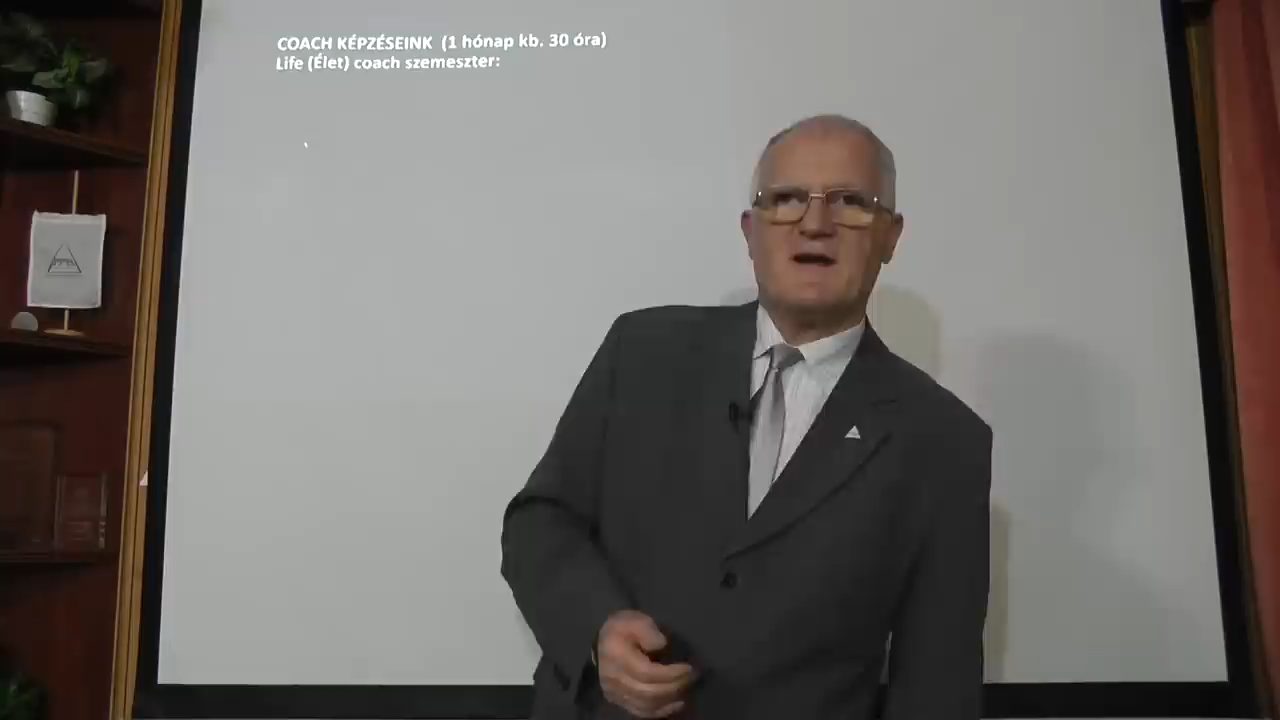 COACH KÉPZÉSEINK (1 hónap kb. 30 óra)
Life (Élet) coach szemeszter: